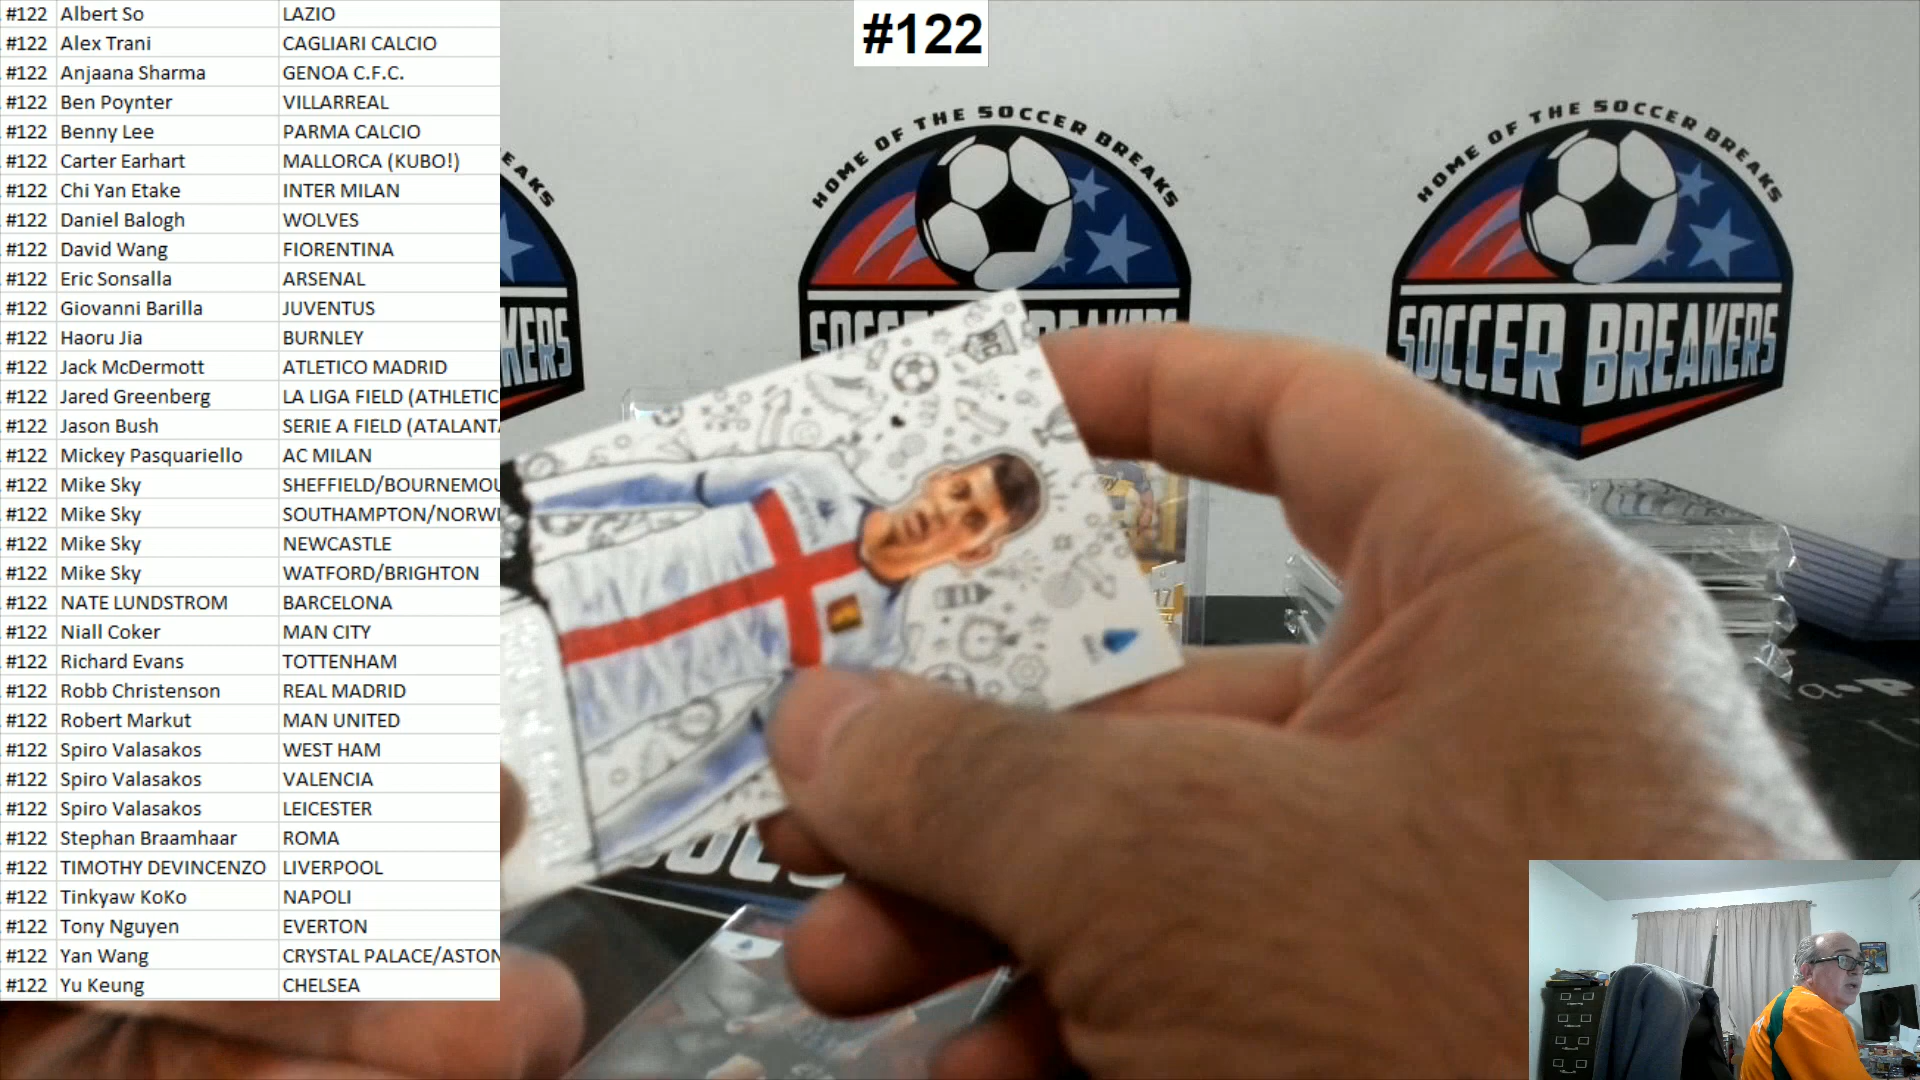 #122 Albert So LAZIO
#122 Alex Trani CAGLIARI CALCIO
#122 Anjaana Sharma GENOA C.F.C.
#122 Ben Poynter VILLARREAL
#122 Benny Lee PARMA CALCIO
#122 Carter Earhart MALLORCA (KUBO!)
#122 Chi Yan Etake INTER MILAN
#122 Daniel Balogh WOLVES
#122 David Wang FIORENTINA
#122 Eric Sonsalla ARSENAL
#122 Giovanni Barilla JUVENTUS
#122 Haoru Jia BURNLEY
#122 Jack McDermott ATLETICO MADRID
#122 Jared Greenberg LA LIGA FIELD (ATHLETIC
#122 Jason Bush SERIE A FIELD (ATALANTA
#122 Mickey Pasquariello AC MILAN
#122 Mike Sky SHEFFIELD/BOURNEMOU
#122 Mike Sky SOUTHAMPTON/NORWI
#122 Mike Sky NEWCASTLE
#122 Mike Sky WATFORD/BRIGHTON
#122 NATE LUNDSTROM BARCELONA
#122 Niall Coker MAN CITY
#122 Richard Evans TOTTENHAM
#122 Robb Christenson REAL MADRID
#122 Robert Markut MAN UNITED
#122 Spiro Valasakos WEST HAM
#122 Spiro Valasakos VALENCIA
#122 Spiro Valasakos LEICESTER
#122 Stephan Braamhaar ROMA
#122 TIMOTHY DEVINCENZO LIVERPOOL
#122 Tinkyaw KoKo NAPOLI
#122 Tony Nguyen EVERTON
#122 Yan Wang CRYSTAL PALACE/ASTON
#122 Yu Keung CHELSEA
#122
EAKS
KERS
HOME OF THE SOCCER BREAKS
SOCCER BREAKERS
HOME OF THE SOCCER BREAKS
SOCCER BREAKERS
RC
17